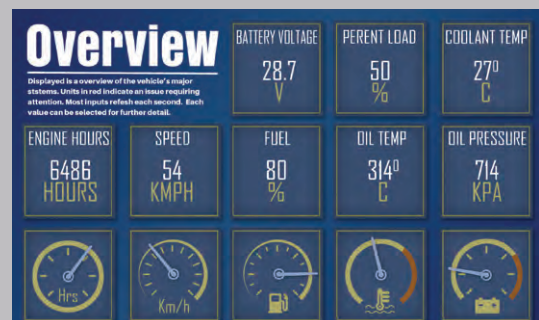 Overview
Displayed is a overview of the vehicle's major
ststems. Units in red indicate an issue requiring
attention. Most inputs refesh each second. Each
value can be selected for further detail.
BATTERY VOLTAGE
28.7
V
PERENT LOAD
50
%
COOLANT TEMP
27⁰
C
ENGINE HOURS
6486
HOURS
SPEED
54
KMPH
FUEL
80
%
OIL TEMP
314⁰
C
OIL PRESSURE
714
KPA
Hrs
Km/h